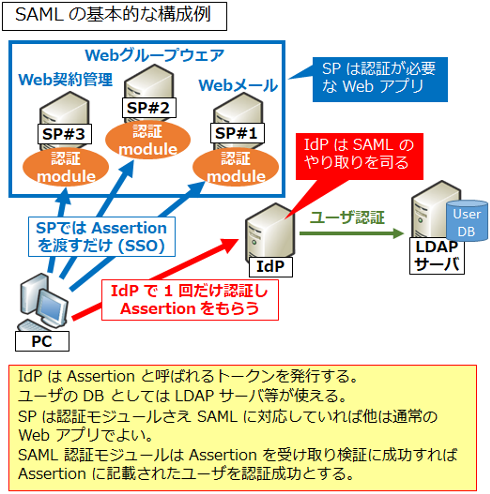 SAML の基本的な構成例
Webグループウェア
Web契約管理
Webメール
SP#2
SP#3
SP#1
認証
module
認証
module
認証
module
SP は認証が必要
な Web アプリ
IdP は SAML の
やり取りを司る
SPでは Assertion
を渡すだけ (SSO)
ユーザ認証
User
DB
IdP
LDAP
サーバ
IdP で 1 回だけ認証し
Assertion をもらう
PC
IdP は Assertion と呼ばれるトークンを発行する。
ユーザの DB としては LDAP サーバ等が使える。
SP は認証モジュールさえ SAML に対応していれば他は通常の
Web アプリでよい。
SAML 認証モジュールは Assertion を受け取り検証に成功すれば
Assertion に記載されたユーザを認証成功とする。